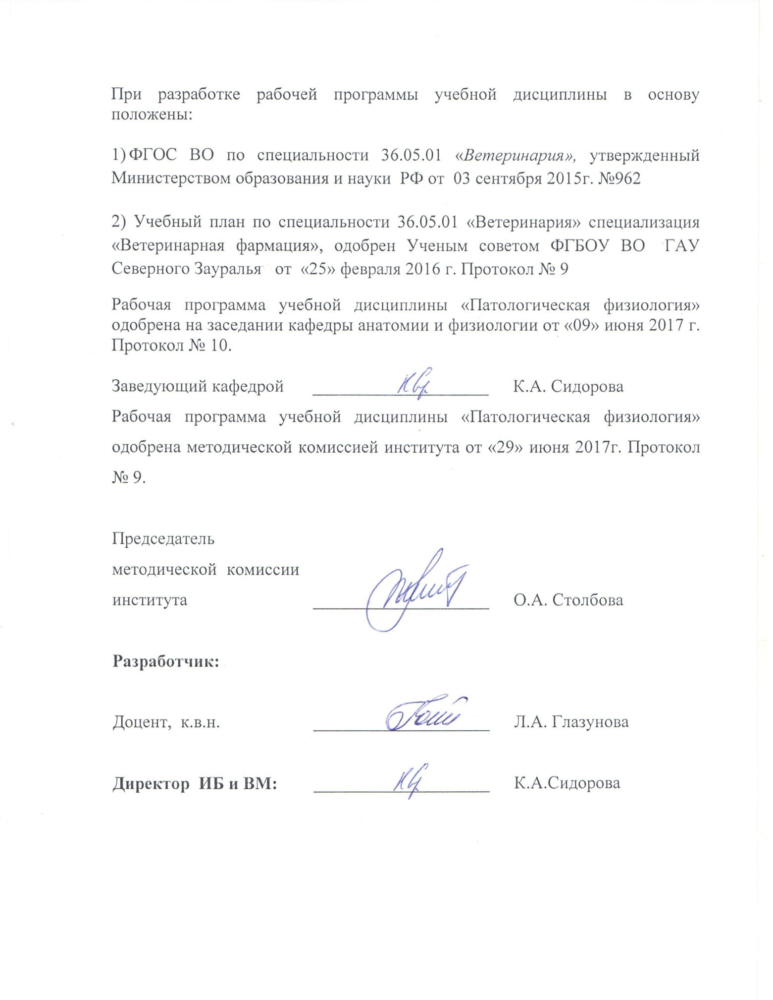 При разработке рабочей программы учебной дисциплины в основу
положены:
1) ФГОС ВО по специальности 36.05.01 «Ветеринария», утвержденный
Министерством образования и науки РФ от 03 сентября 2015г. №962
2) Учебный план по специальности 36.05.01 «Ветеринария» специализация
«Ветеринарная фармация», одобрен Ученым советом ФГБОУ ВО ГАУ
Северного Зауралья от «25» февраля 2016 г. Протокол № 9
Рабочая программа учебной дисциплины «Патологическая физиология»
одобрена на заседании кафедры анатомии и физиологии от «09» июня 2017 г.
Протокол № 10.
Заведующий кафедрой К.А. Сидорова
Рабочая программа учебной дисциплины «Патологическая физиология»
одобрена методической комиссией института от «29» июня 2017г. Протокол
№ 9.
Председатель
методической комиссии
института О.А. Столбова
Разработчик:
Доцент, к.в.н. Л.А. Глазунова
Директор ИБ и ВМ: К.А.Сидорова